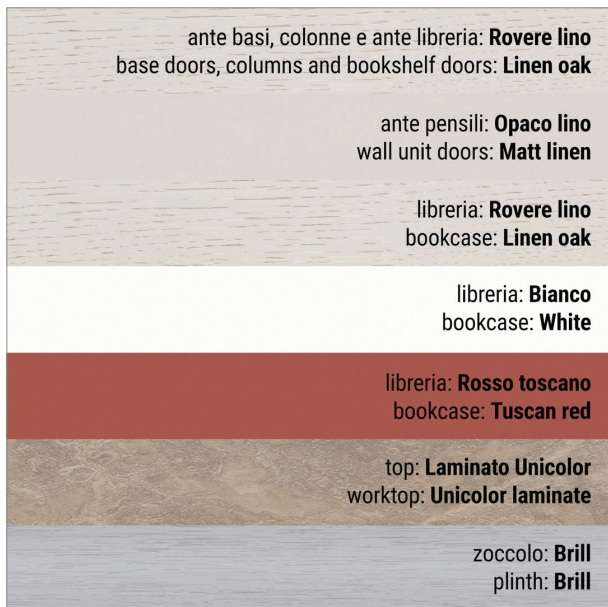 ante basi, colonne e ante libreria: Rovere lino
base doors, columns and bookshelf doors: Linen oak
ante pensili: Opaco lino
wall unit doors: Matt linen
libreria: Rovere lino
bookcase: Linen oak
libreria: Bianco
bookcase: White
libreria: Rosso toscano
bookcase: Tuscan red
top: Laminato Unicolor
worktop: Unicolor laminate
zoccolo: Brill
plinth: Brill